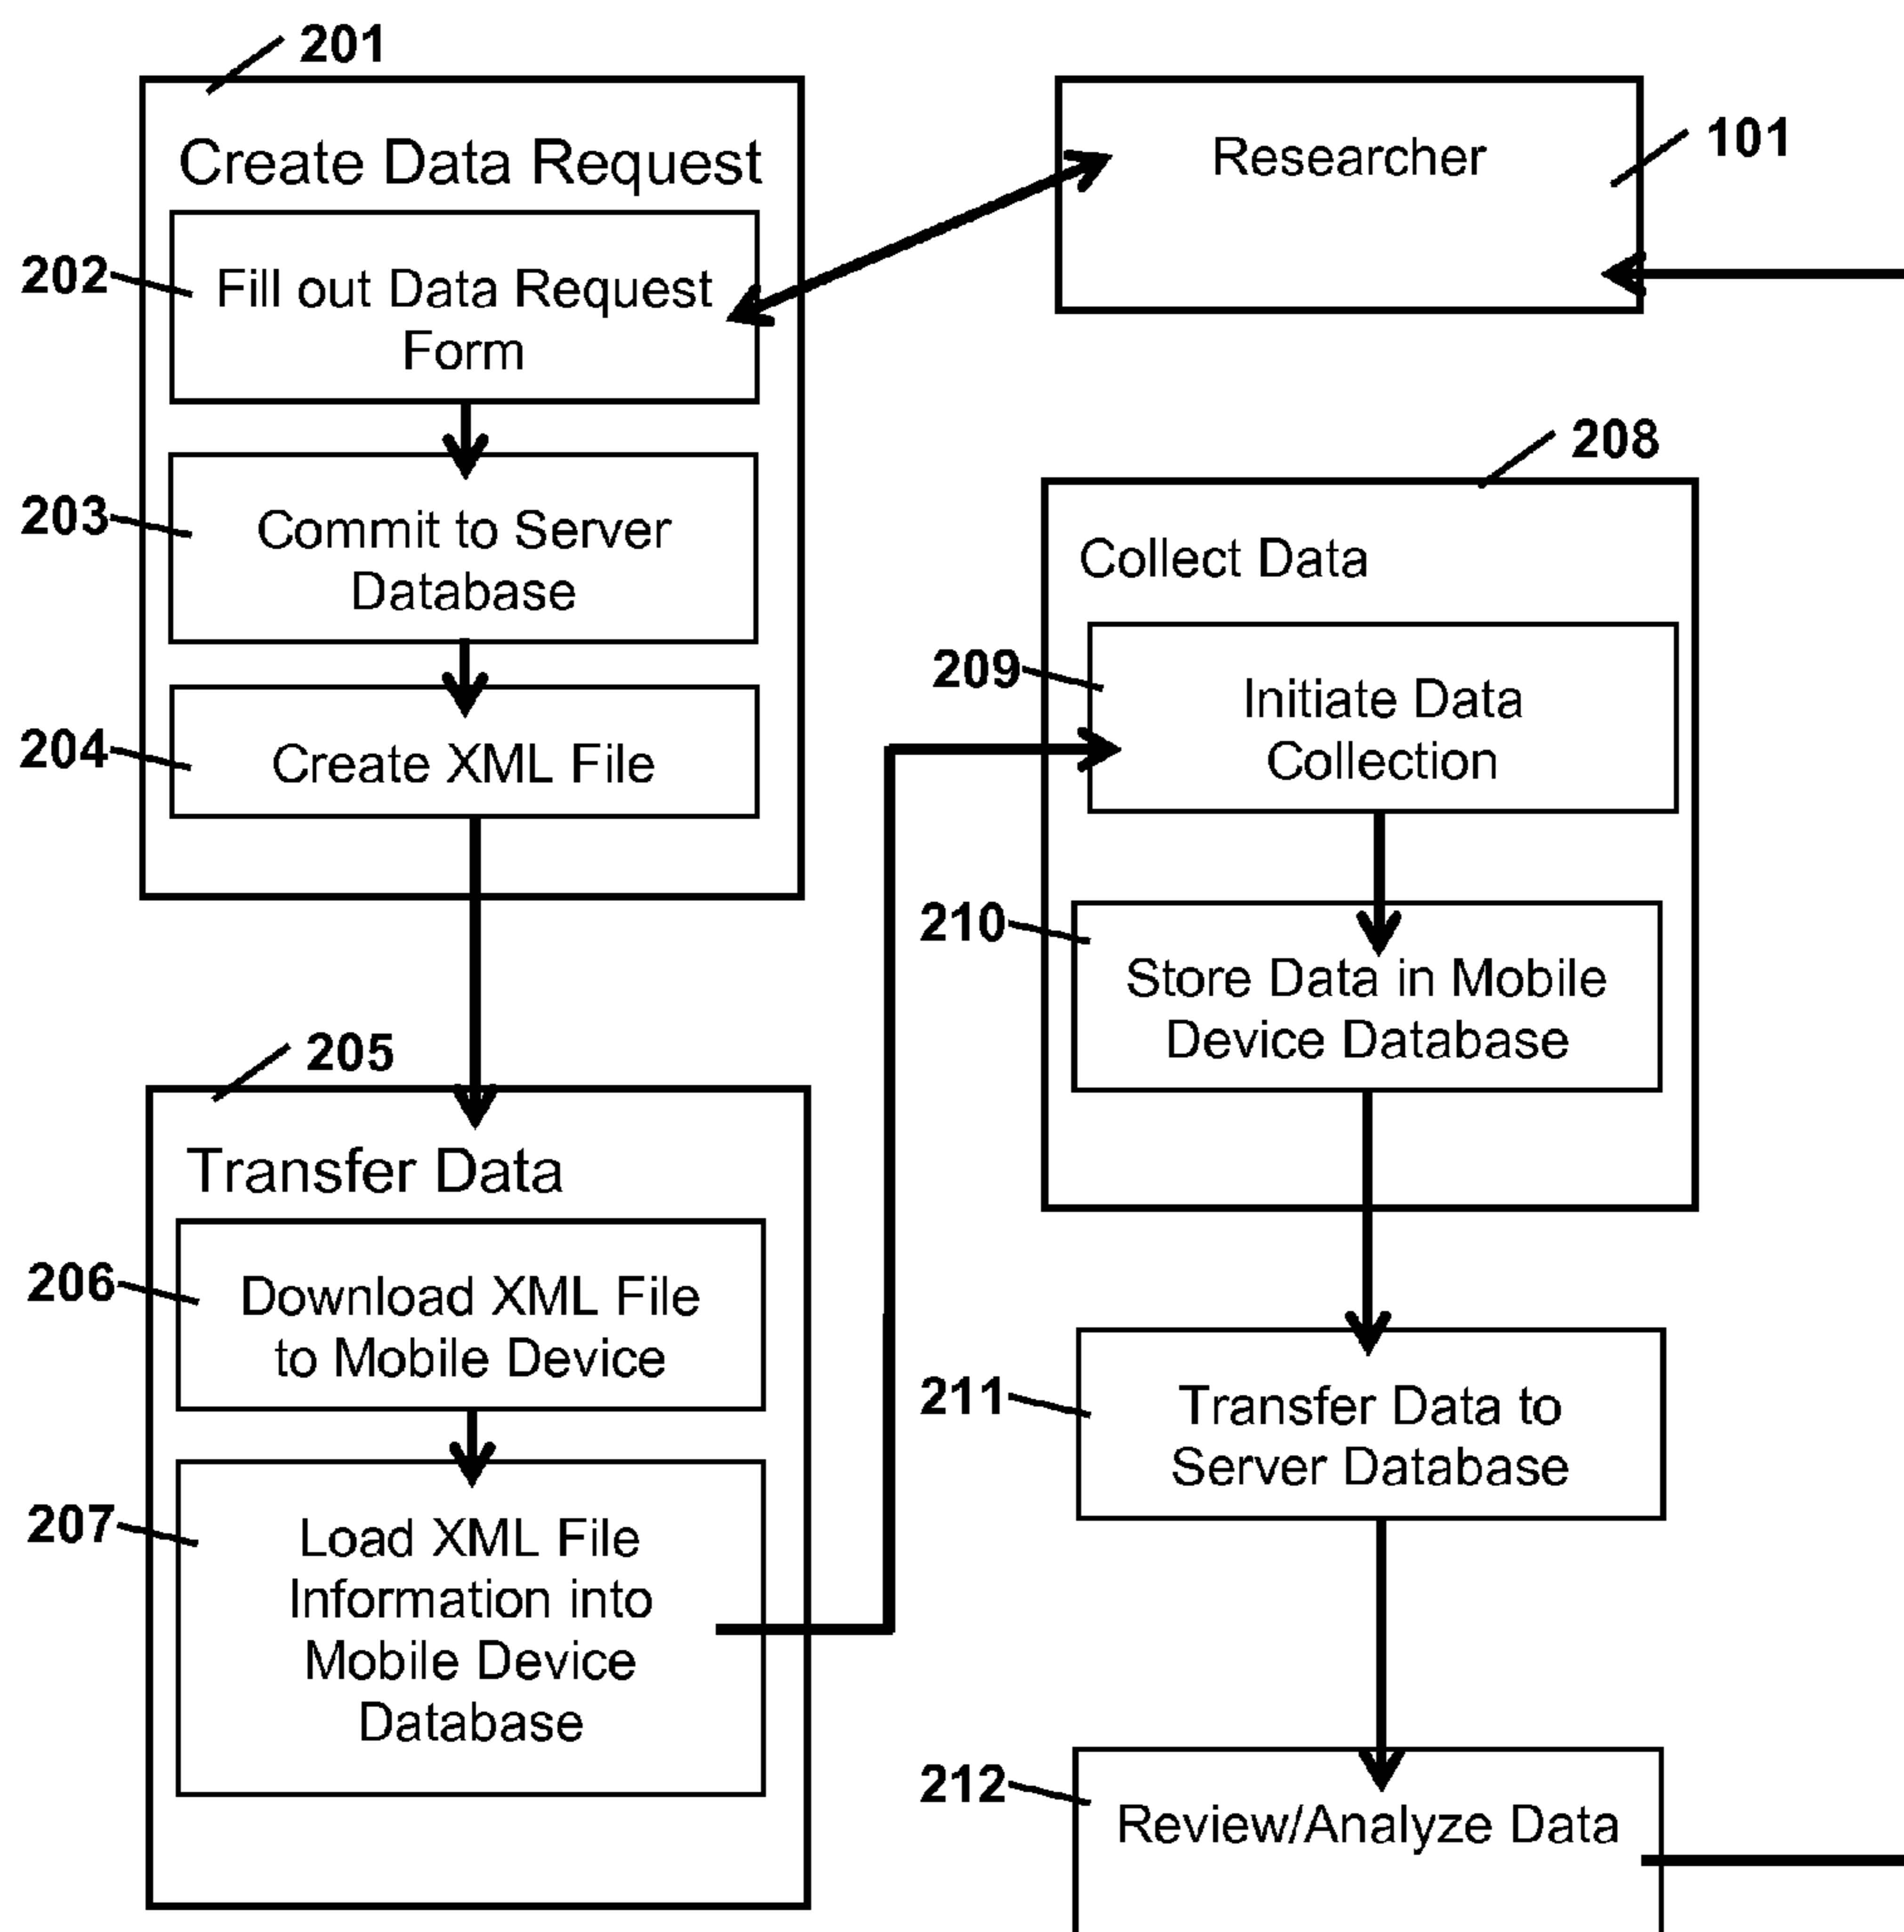 201
Create Data Request
202
Fill out Data Request
Form
203
Commit to Server
Database
204
Create XML File
205
Transfer Data
206
Download XML File
to Mobile Device
207
Load XML File
Information into
Mobile Device
Database
Researcher
101
208
Collect Data
209
Initiate Data
Collection
210
Store Data in Mobile
Device Database
211
Transfer Data to
Server Database
212
Review/Analyze Data